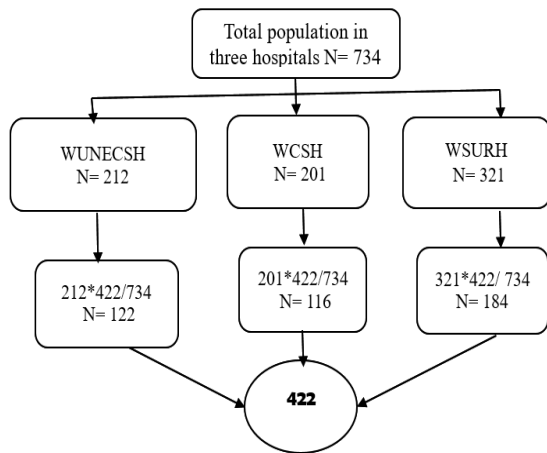 Total population in
three hospitals N= 734
WUNECSH
N= 212
WCSH
N= 201
WSURH
N= 321
212*422/734
N= 122
201*422/734
N= 116
321*422/ 734
N= 184
422